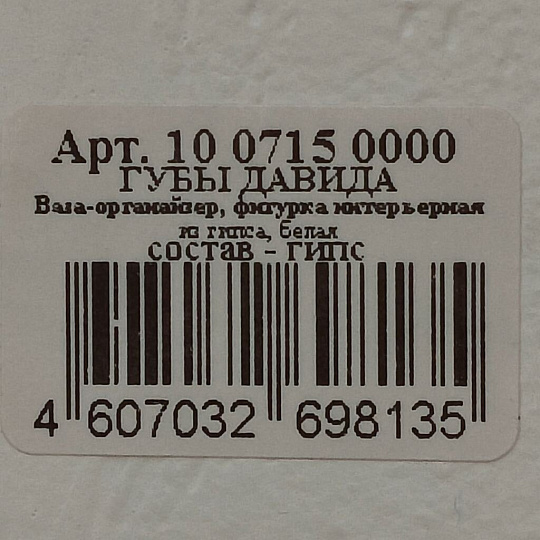 Арт. 10 0715 0000
ГУБЫ ДАВИДА
Ваза-органайзер, фигурка интерьерная
из гипса, белая
состав - гипс
4 607032 698135